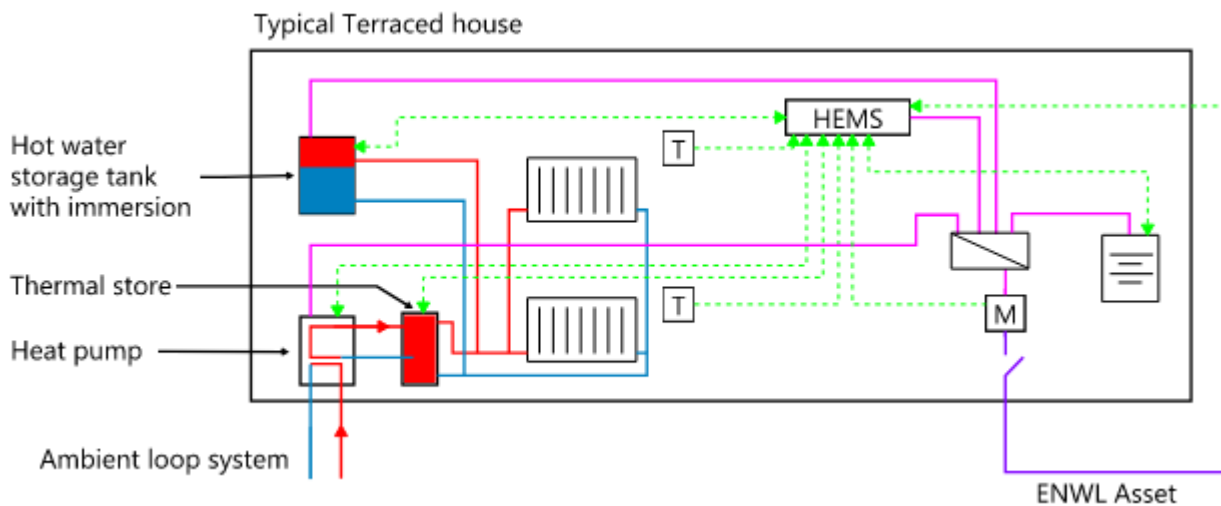 Typical Terraced house
Hot water
storage tank
with immersion
HEMS
T
Thermal store
T
M
Heat pump
Ambient loop system
ENWL Asset